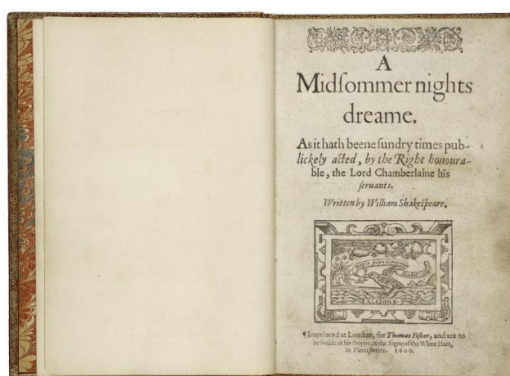 A
Midſommer nights
dreame.
As it hath beene ſundry times pub-
lickely acted, by the Right honoura-
ble, the Lord Chamberlaine his
ſeruants.
Written by William Shakeſpeare.
¶ Imprinted at London, for Thomas Fiſher, and are to
be ſoulde at his ſhoppe, at the Signe of the White Hart,
in Fleeteſtreete. 1600.